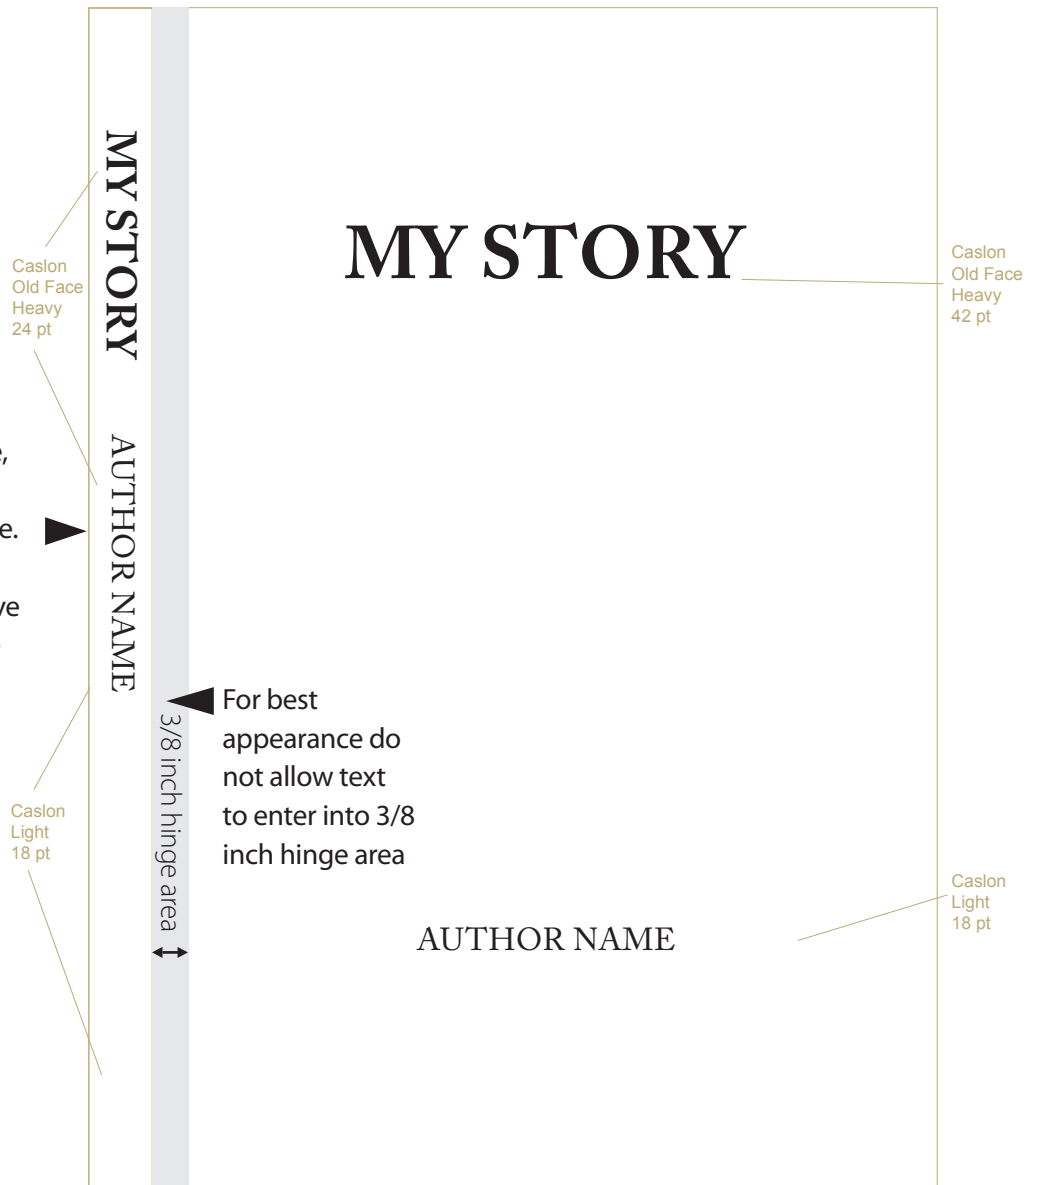 MY STORY
AUTHOR NAME
Caslon
Old Face
Heavy
24 pt
Caslon
Light
18 pt
3/8 inch hinge area
MY STORY
Caslon
Old Face
Heavy
42 pt
For best
appearance do
not allow text
to enter into 3/8
inch hinge area
AUTHOR NAME
Caslon
Light
18 pt